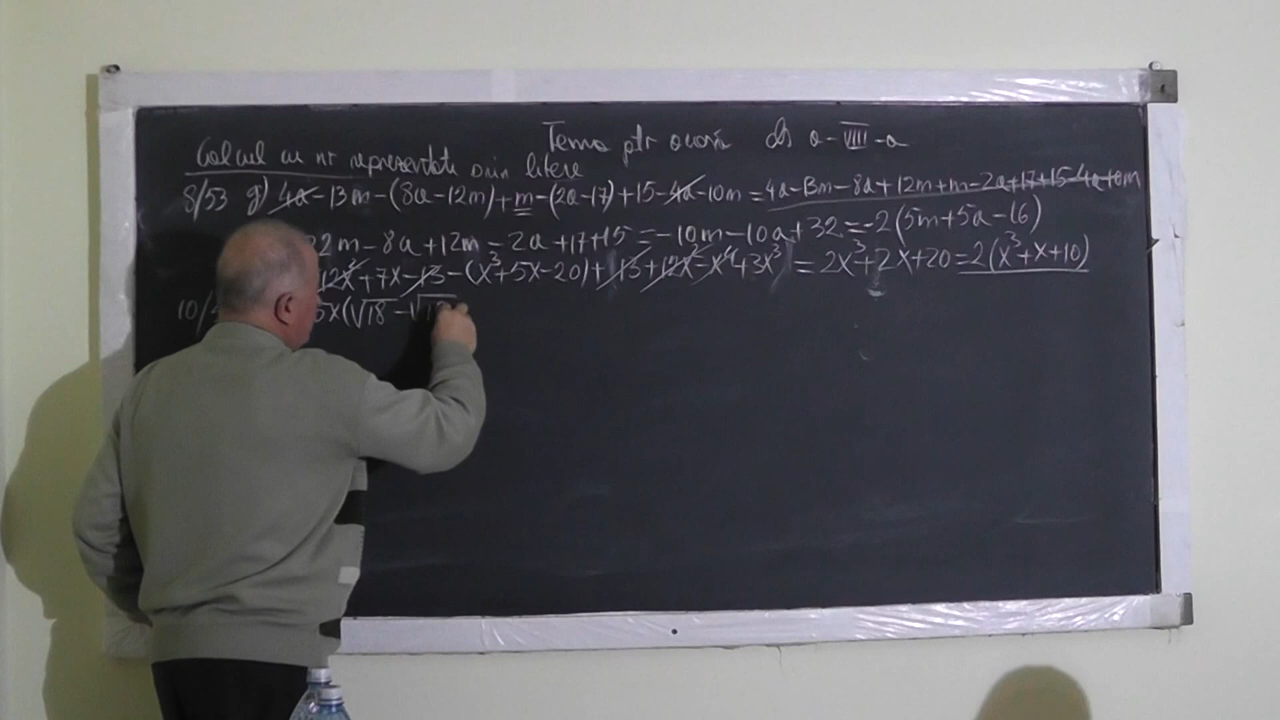 Tema ptr acasă cls a-VIII-a
Calcul cu nr reprezentate prin litere
8/53 g) 4a-13m-(8a-12m)+m-(2a-17)+15-4a-10m=4a-13m-8a+12m+m-2a+17+15-4a-10m
22m-8a+12m-2a+17+15=-10m-10a+32=-2(5m+5a-16)
12x²+7x-13-(x³+5x-20)+13+12x²-x⁴+3x³=2x³+2x+20=2(x³+x+10)
10/ 5x(√18-√